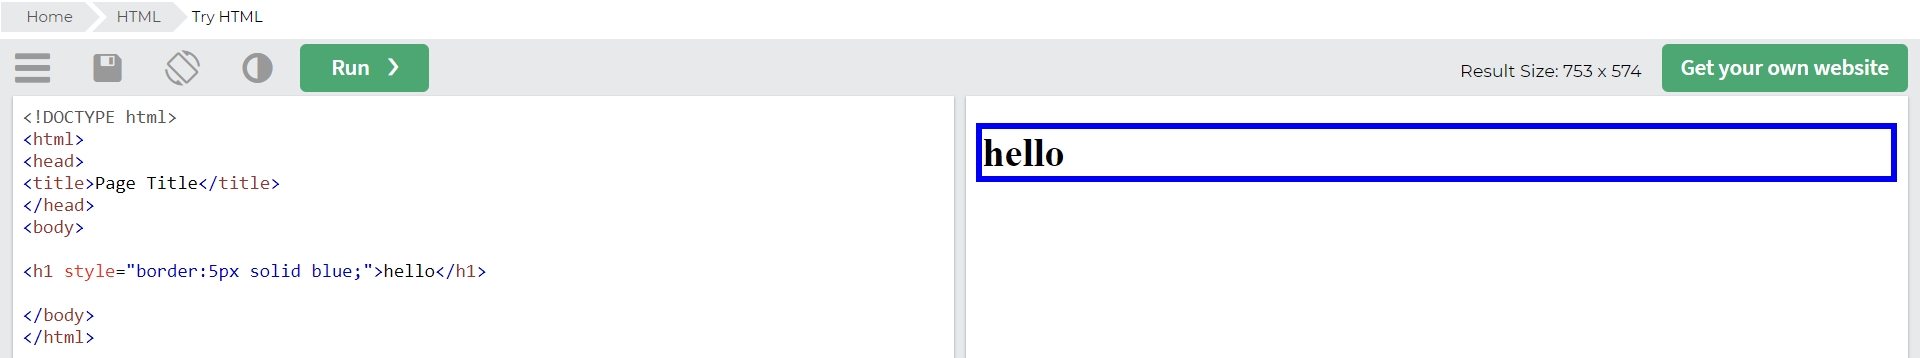 Home HTML Try HTML
Run ❯ Result Size: 753 x 574 Get your own website
<!DOCTYPE html>
<html>
<head>
<title>Page Title</title>
</head>
<body>
<h1 style="border:5px solid blue;">hello</h1>
</body>
</html>
hello